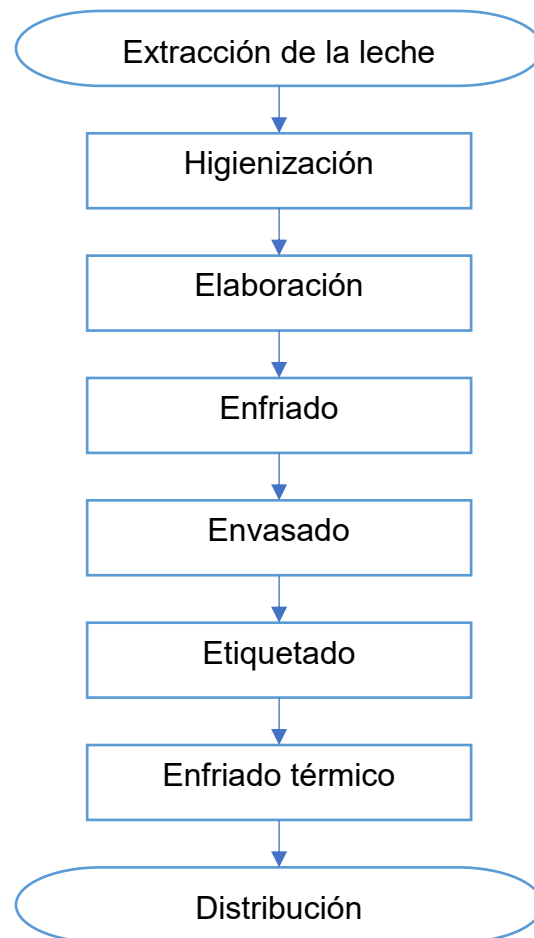 Extracción de la leche
Higienización
Elaboración
Enfriado
Envasado
Etiquetado
Enfriado térmico
Distribución